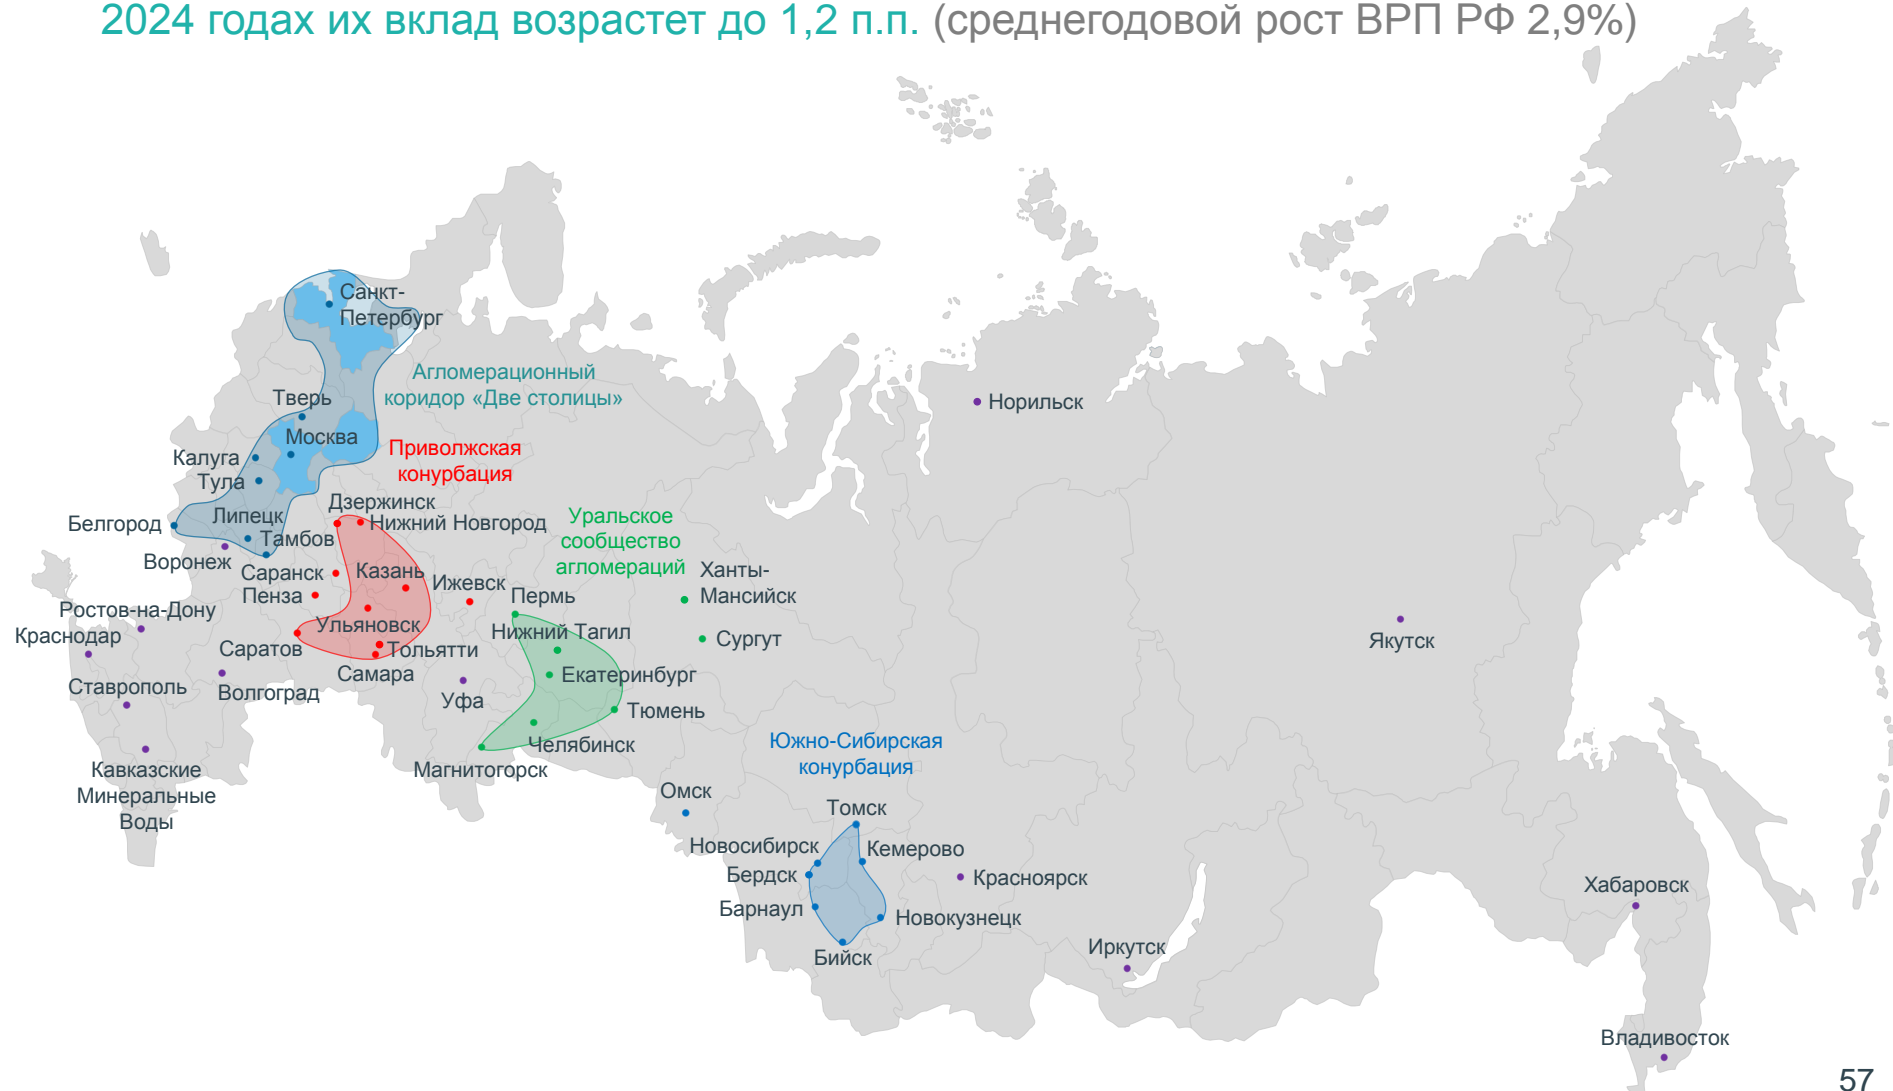 2024 годах их вклад возрастет до 1,2 п.п. (среднегодовой рост ВРП РФ 2,9%)
Санкт-
Петербург
Агломерационный
коридор «Две столицы»
Тверь
Норильск
Москва
Приволжская
конурбация
Калуга
Тула
Дзержинск
Нижний Новгород
Белгород
Липецк
Тамбов
Воронеж
Уральское
сообщество
агломераций
Ханты-
Мансийск
Саранск
Казань
Ижевск
Пенза
Пермь
Ростов-на-Дону
Краснодар
Ульяновск
Нижний Тагил
Сургут
Якутск
Саратов
Тольятти
Самара
Екатеринбург
Ставрополь
Волгоград
Уфа
Тюмень
Челябинск
Магнитогорск
Южно-Сибирская
конурбация
Кавказские
Минеральные
Воды
Омск
Томск
Новосибирск
Кемерово
Бердск
Красноярск
Барнаул
Новокузнецк
Бийск
Иркутск
Хабаровск
Владивосток
57